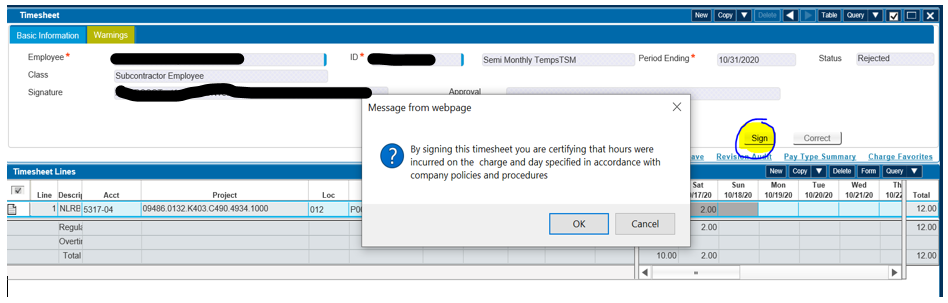 Timesheet New Copy Delete Table Query
Basic Information Warnings
Employee * ID * Semi Monthly TempsTSM Period Ending * 10/31/2020 Status Rejected
Class Subcontractor Employee
Signature Approval
Message from webpage
By signing this timesheet you are certifying that hours were
incurred on the charge and day specified in accordance with
company policies and procedures
OK Cancel
Sign Correct
ave Revision Audit Pay Type Summary Charge Favorites
Timesheet Lines New Copy Delete Form Query
Line Descrip Acct Project Loc Sat Sun Mon Tue Wed Th Total
0/17/20 10/18/20 10/19/20 10/20/20 10/21/20 10/22
1 NLRB 5317-04 09486.0132.K403.C490.4934.1000 012 P00 2.00 12.00
Regula 2.00 12.00
Overti
Total 10.00 2.00 12.00